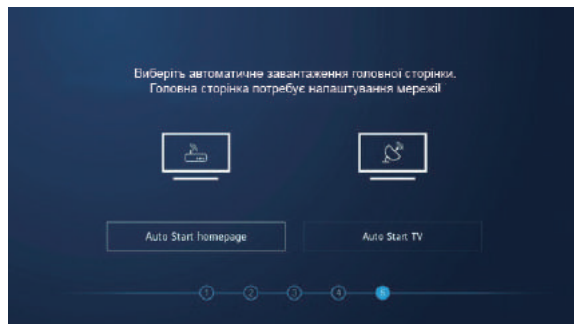 Виберіть автоматичне завантаження головної сторінки.
Головна сторінка потребує налаштування мережі!
Auto Start homepage
Auto Start TV
1 2 3 4 5